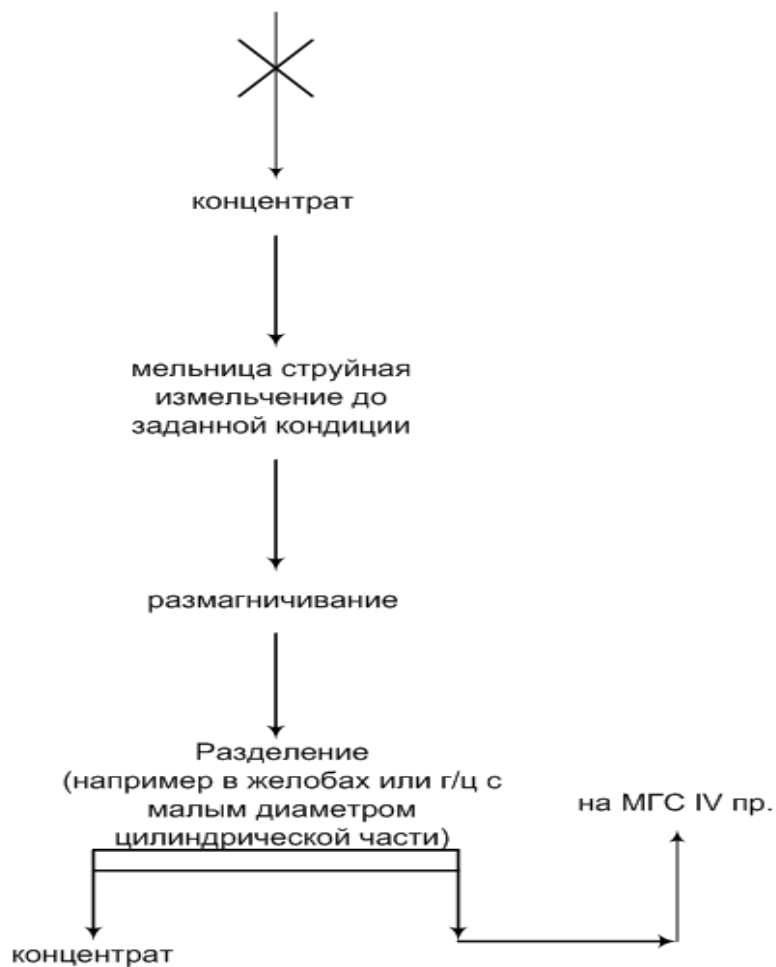 концентрат
мельница струйная
измельчение до
заданной кондиции
размагничивание
Разделение
(например в желобах или г/ц с
малым диаметром
цилиндрической части)
на МГС IV пр.
концентрат